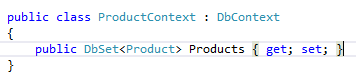 public class ProductContext : DbContext
{
    public DbSet<Product> Products { get; set; }
}